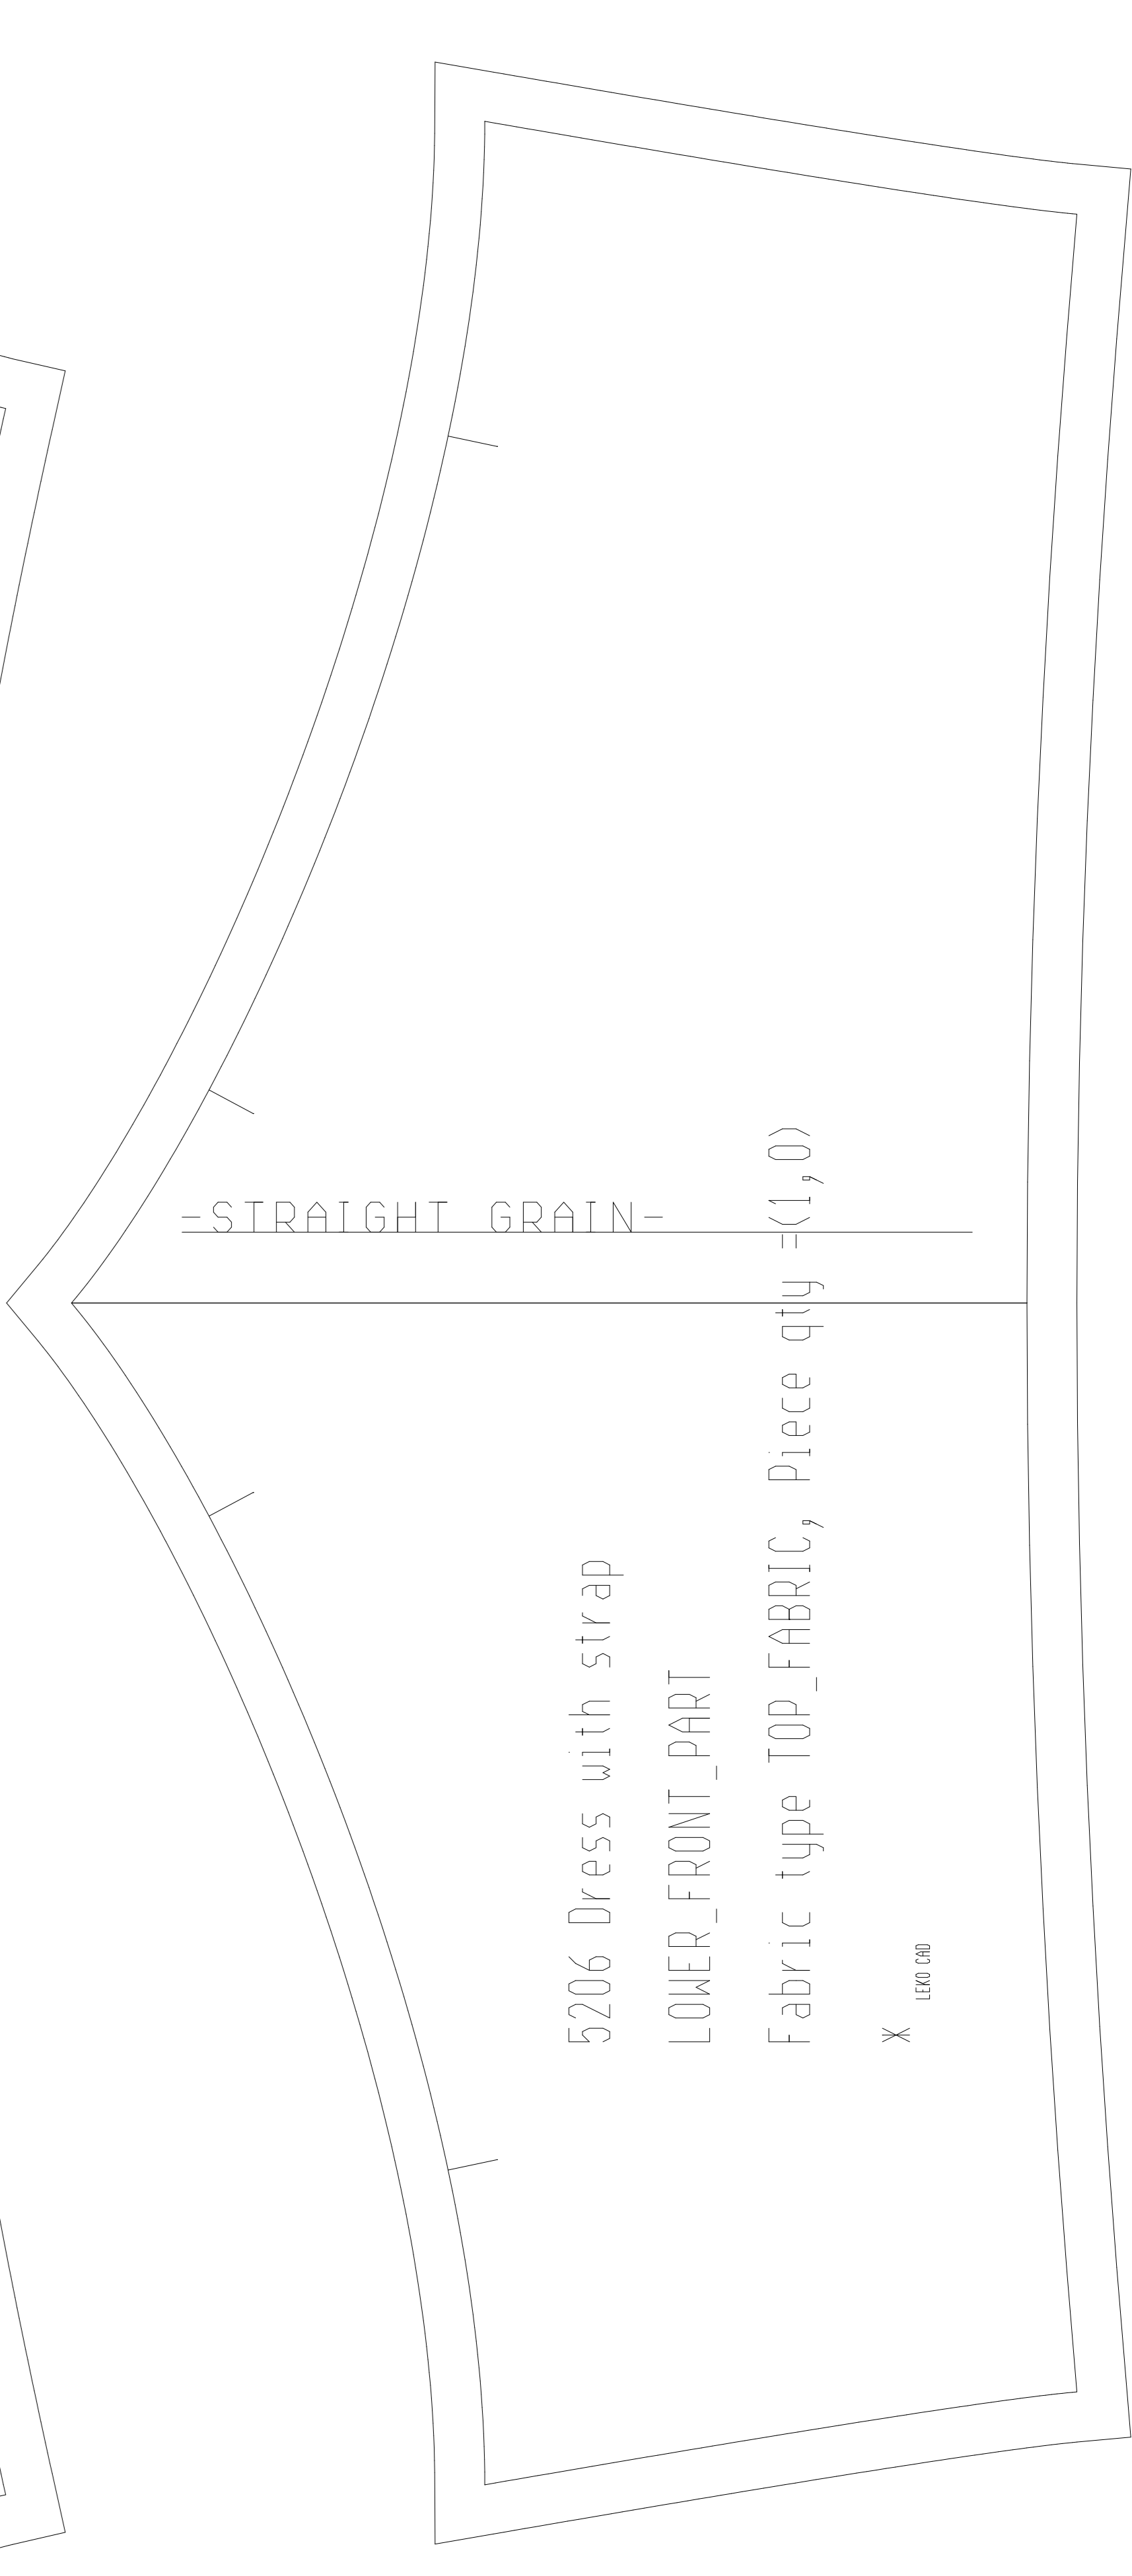 -STRAIGHT GRAIN-
5206 Dress with strap
LOWER_FRONT_PART
Fabric type TOP_FABRIC, Piece qty =(1,0)
LEKO CAD